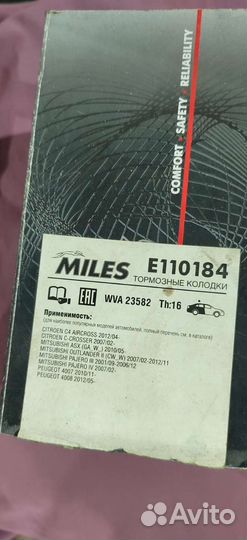 COMFORT - SAFETY - RELIABILITY
MILES
E110184
ТОРМОЗНЫЕ КОЛОДКИ
EAC
WVA 23582
Th:16
Применимость:
(для наиболее популярных моделей автомобилей, полный перечень см. в каталоге)
CITROEN C4 AIRCROSS 2012/04-
CITROEN C-CROSSER 2007/02-
MITSUBISHI ASX (GA_W_) 2010/05-
MITSUBISHI OUTLANDER II (CW_W) 2007/02-2012/11
MITSUBISHI PAJERO III 2001/09-2006/12
MITSUBISHI PAJERO IV 2007/02-
PEUGEOT 4007 2010/11-
PEUGEOT 4008 2012/05-
Avito